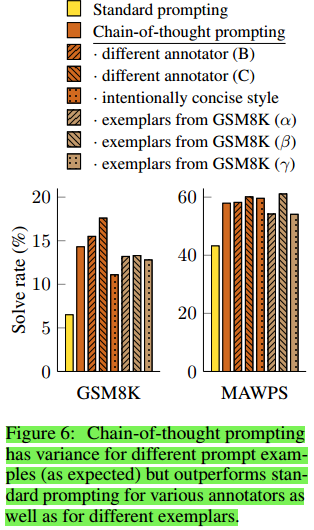 Standard prompting
Chain-of-thought prompting
· different annotator (B)
· different annotator (C)
· intentionally concise style
· exemplars from GSM8K (α)
· exemplars from GSM8K (β)
· exemplars from GSM8K (γ)
Solve rate (%)
20
15
10
5
0
GSM8K
60
40
20
0
MAWPS
Figure 6: Chain-of-thought prompting
has variance for different prompt exam-
ples (as expected) but outperforms stan-
dard prompting for various annotators as
well as for different exemplars.